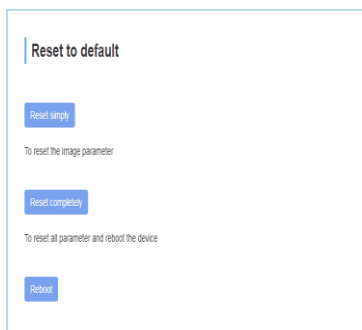 Reset to default
Reset simply
To reset the image parameter
Reset completely
To reset all parameter and reboot the device
Reboot